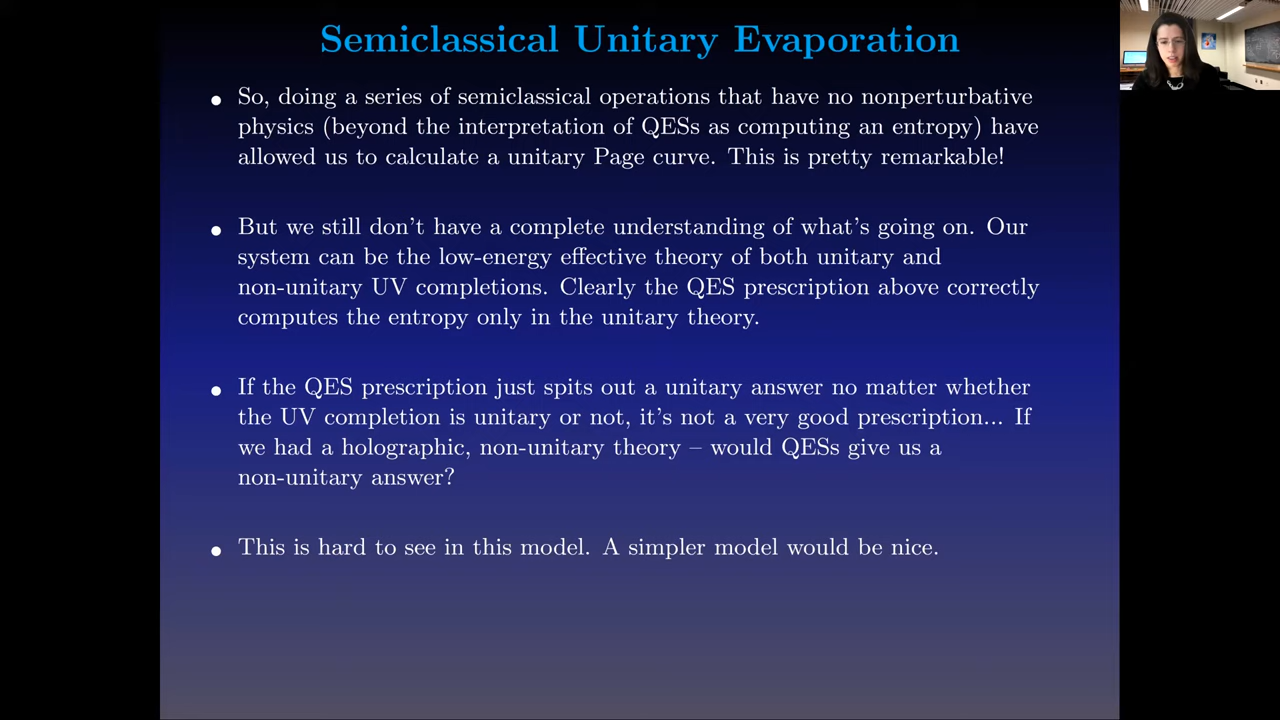 Semiclassical Unitary Evaporation
• So, doing a series of semiclassical operations that have no nonperturbative
physics (beyond the interpretation of QESs as computing an entropy) have
allowed us to calculate a unitary Page curve. This is pretty remarkable!
• But we still don't have a complete understanding of what's going on. Our
system can be the low-energy effective theory of both unitary and
non-unitary UV completions. Clearly the QES prescription above correctly
computes the entropy only in the unitary theory.
• If the QES prescription just spits out a unitary answer no matter whether
the UV completion is unitary or not, it's not a very good prescription... If
we had a holographic, non-unitary theory – would QESs give us a
non-unitary answer?
• This is hard to see in this model. A simpler model would be nice.